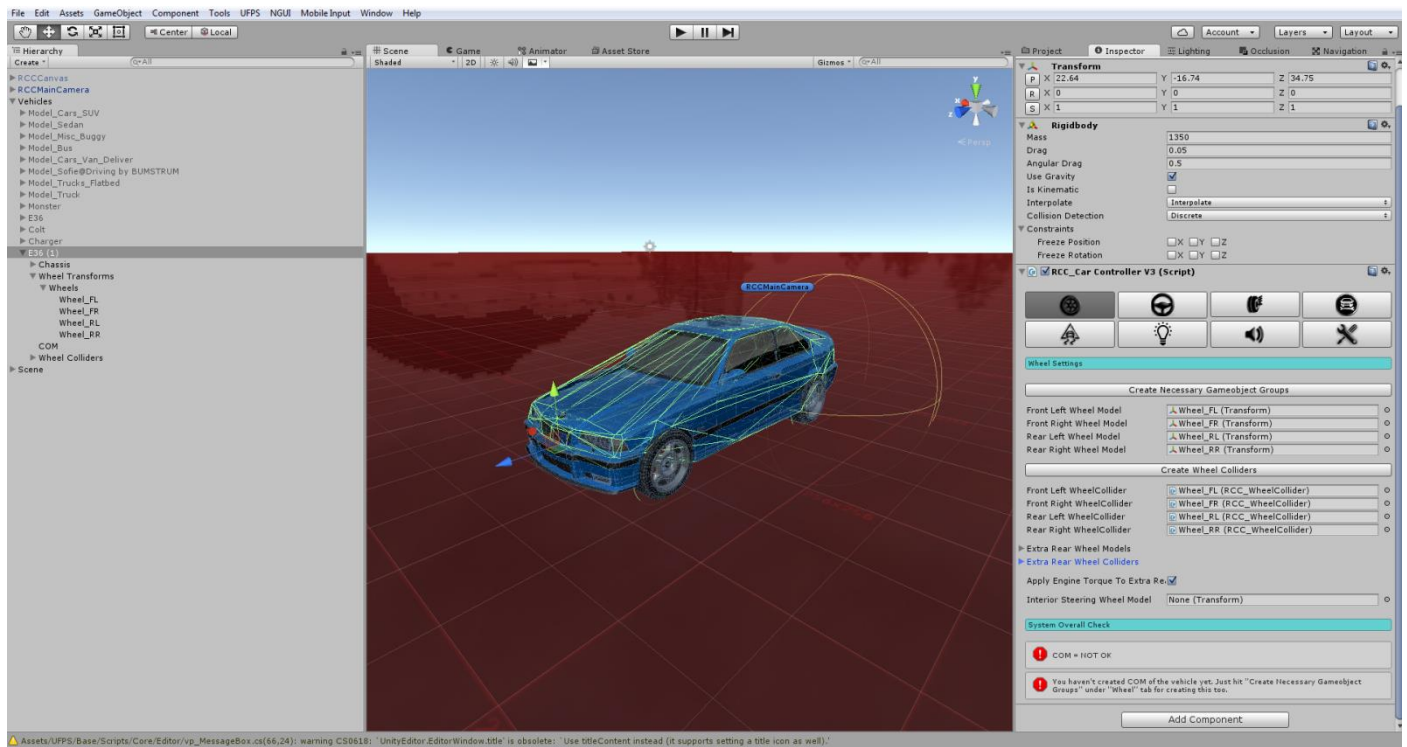 File Edit Assets GameObject Component Tools UFPS NGUI Mobile Input Window Help
Center Local Account Layers Layout
Hierarchy Scene Game Animator Asset Store Project Inspector Lighting Occlusion Navigation
Create All Shaded 2D Gizmos All
RCCCanvas
RCCMainCamera
Vehicles
Model_Cars_SUV
Model_Sedan
Model_Misc_Buggy
Model_Bus
Model_Cars_Van_Deliver
Model_Sofie@Driving by BUMSTRUM
Model_Trucks_Flatbed
Model_Truck
Monster
E36
Colt
Charger
E36 (1)
Chassis
Wheel Transforms
Wheels
Wheel_FL
Wheel_FR
Wheel_RL
Wheel_RR
COM
Wheel Colliders
Scene
y
x
z
Persp
RCCMainCamera
Transform
P X 22.64 Y -16.74 Z 34.75
R X 0 Y 0 Z 0
S X 1 Y 1 Z 1
Rigidbody
Mass 1350
Drag 0.05
Angular Drag 0.5
Use Gravity
Is Kinematic
Interpolate Interpolate
Collision Detection Discrete
Constraints
Freeze Position X Y Z
Freeze Rotation X Y Z
RCC_Car Controller V3 (Script)
Wheel Settings
Create Necessary Gameobject Groups
Front Left Wheel Model Wheel_FL (Transform)
Front Right Wheel Model Wheel_FR (Transform)
Rear Left Wheel Model Wheel_RL (Transform)
Rear Right Wheel Model Wheel_RR (Transform)
Create Wheel Colliders
Front Left WheelCollider Wheel_FL (RCC_WheelCollider)
Front Right WheelCollider Wheel_FR (RCC_WheelCollider)
Rear Left WheelCollider Wheel_RL (RCC_WheelCollider)
Rear Right WheelCollider Wheel_RR (RCC_WheelCollider)
Extra Rear Wheel Models
Extra Rear Wheel Colliders
Apply Engine Torque To Extra Re
Interior Steering Wheel Model None (Transform)
System Overall Check
COM = NOT OK
You haven't created COM of the vehicle yet. Just hit "Create Necessary Gameobject
Groups" under "Wheel" tab for creating this too.
Add Component
Assets/UFPS/Base/Scripts/Core/Editor/vp_MessageBox.cs(66,24): warning CS0618: `UnityEditor.EditorWindow.title' is obsolete: `Use titleContent instead (it supports setting a title icon as well).'